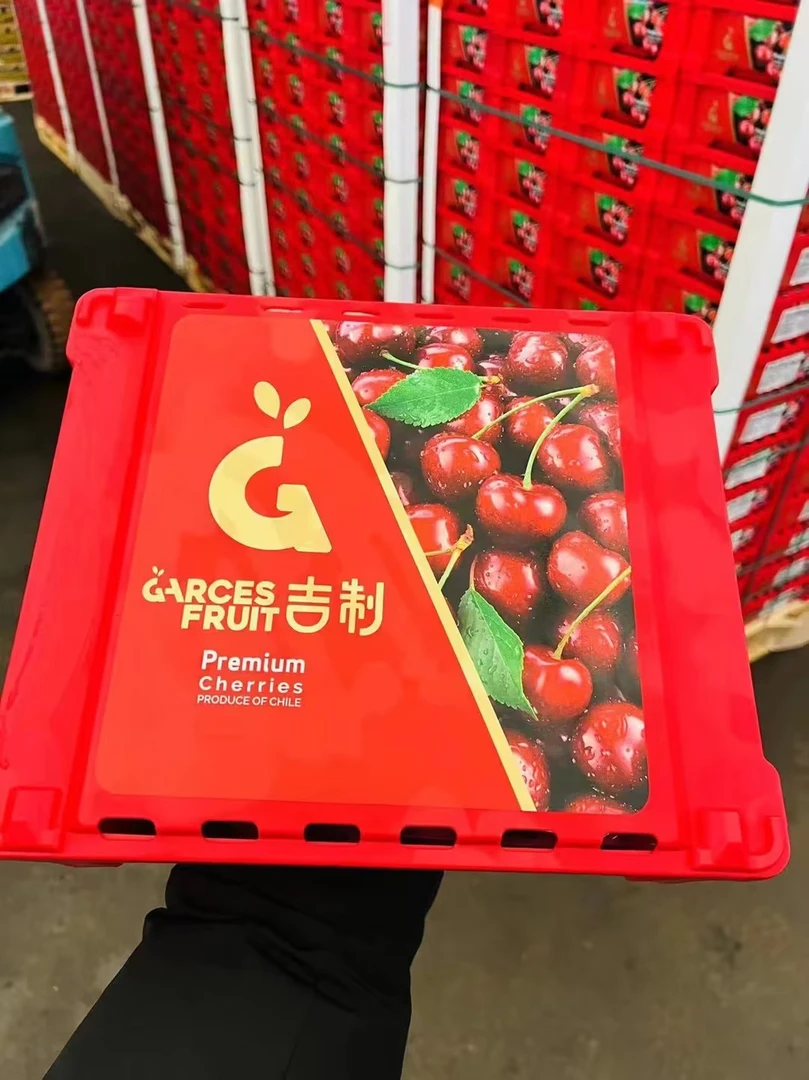 GARCES
FRUIT 吉制
Premium
Cherries
PRODUCE OF CHILE